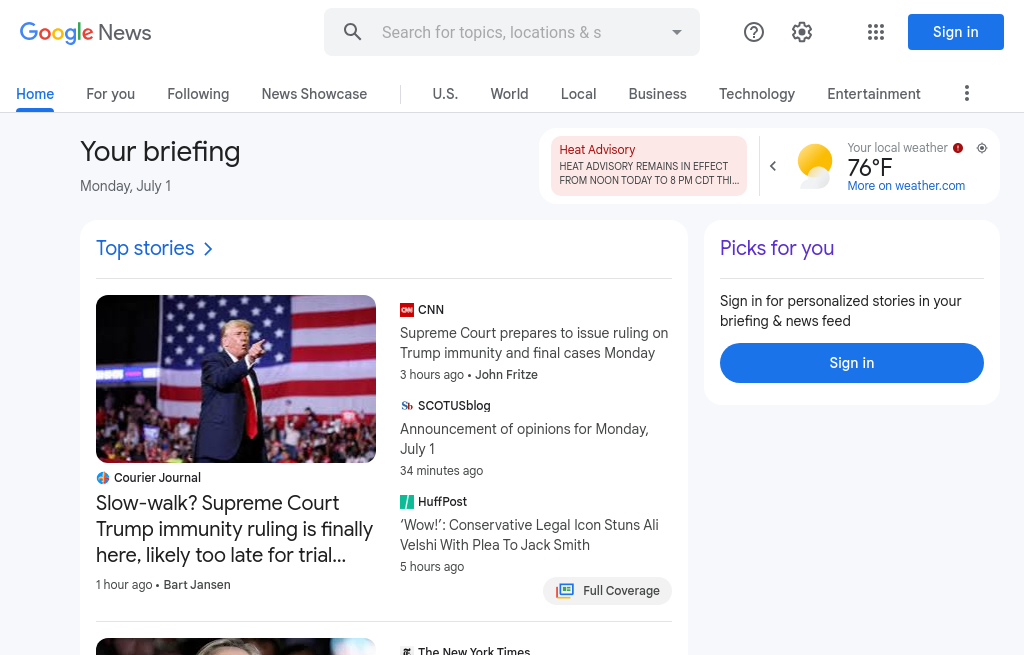 Google News
Search for topics, locations & s
Sign in
Home
For you
Following
News Showcase
U.S.
World
Local
Business
Technology
Entertainment
Your briefing
Monday, July 1
Heat Advisory
HEAT ADVISORY REMAINS IN EFFECT
FROM NOON TODAY TO 8 PM CDT THI...
Your local weather
76°F
More on weather.com
Top stories
Courier Journal
Slow-walk? Supreme Court
Trump immunity ruling is finally
here, likely too late for trial...
1 hour ago • Bart Jansen
CNN
CNN
Supreme Court prepares to issue ruling on
Trump immunity and final cases Monday
3 hours ago • John Fritze
Sb
SCOTUSblog
Announcement of opinions for Monday,
July 1
34 minutes ago
HuffPost
‘Wow!’: Conservative Legal Icon Stuns Ali
Velshi With Plea To Jack Smith
5 hours ago
Full Coverage
The New York Times
Picks for you
Sign in for personalized stories in your
briefing & news feed
Sign in